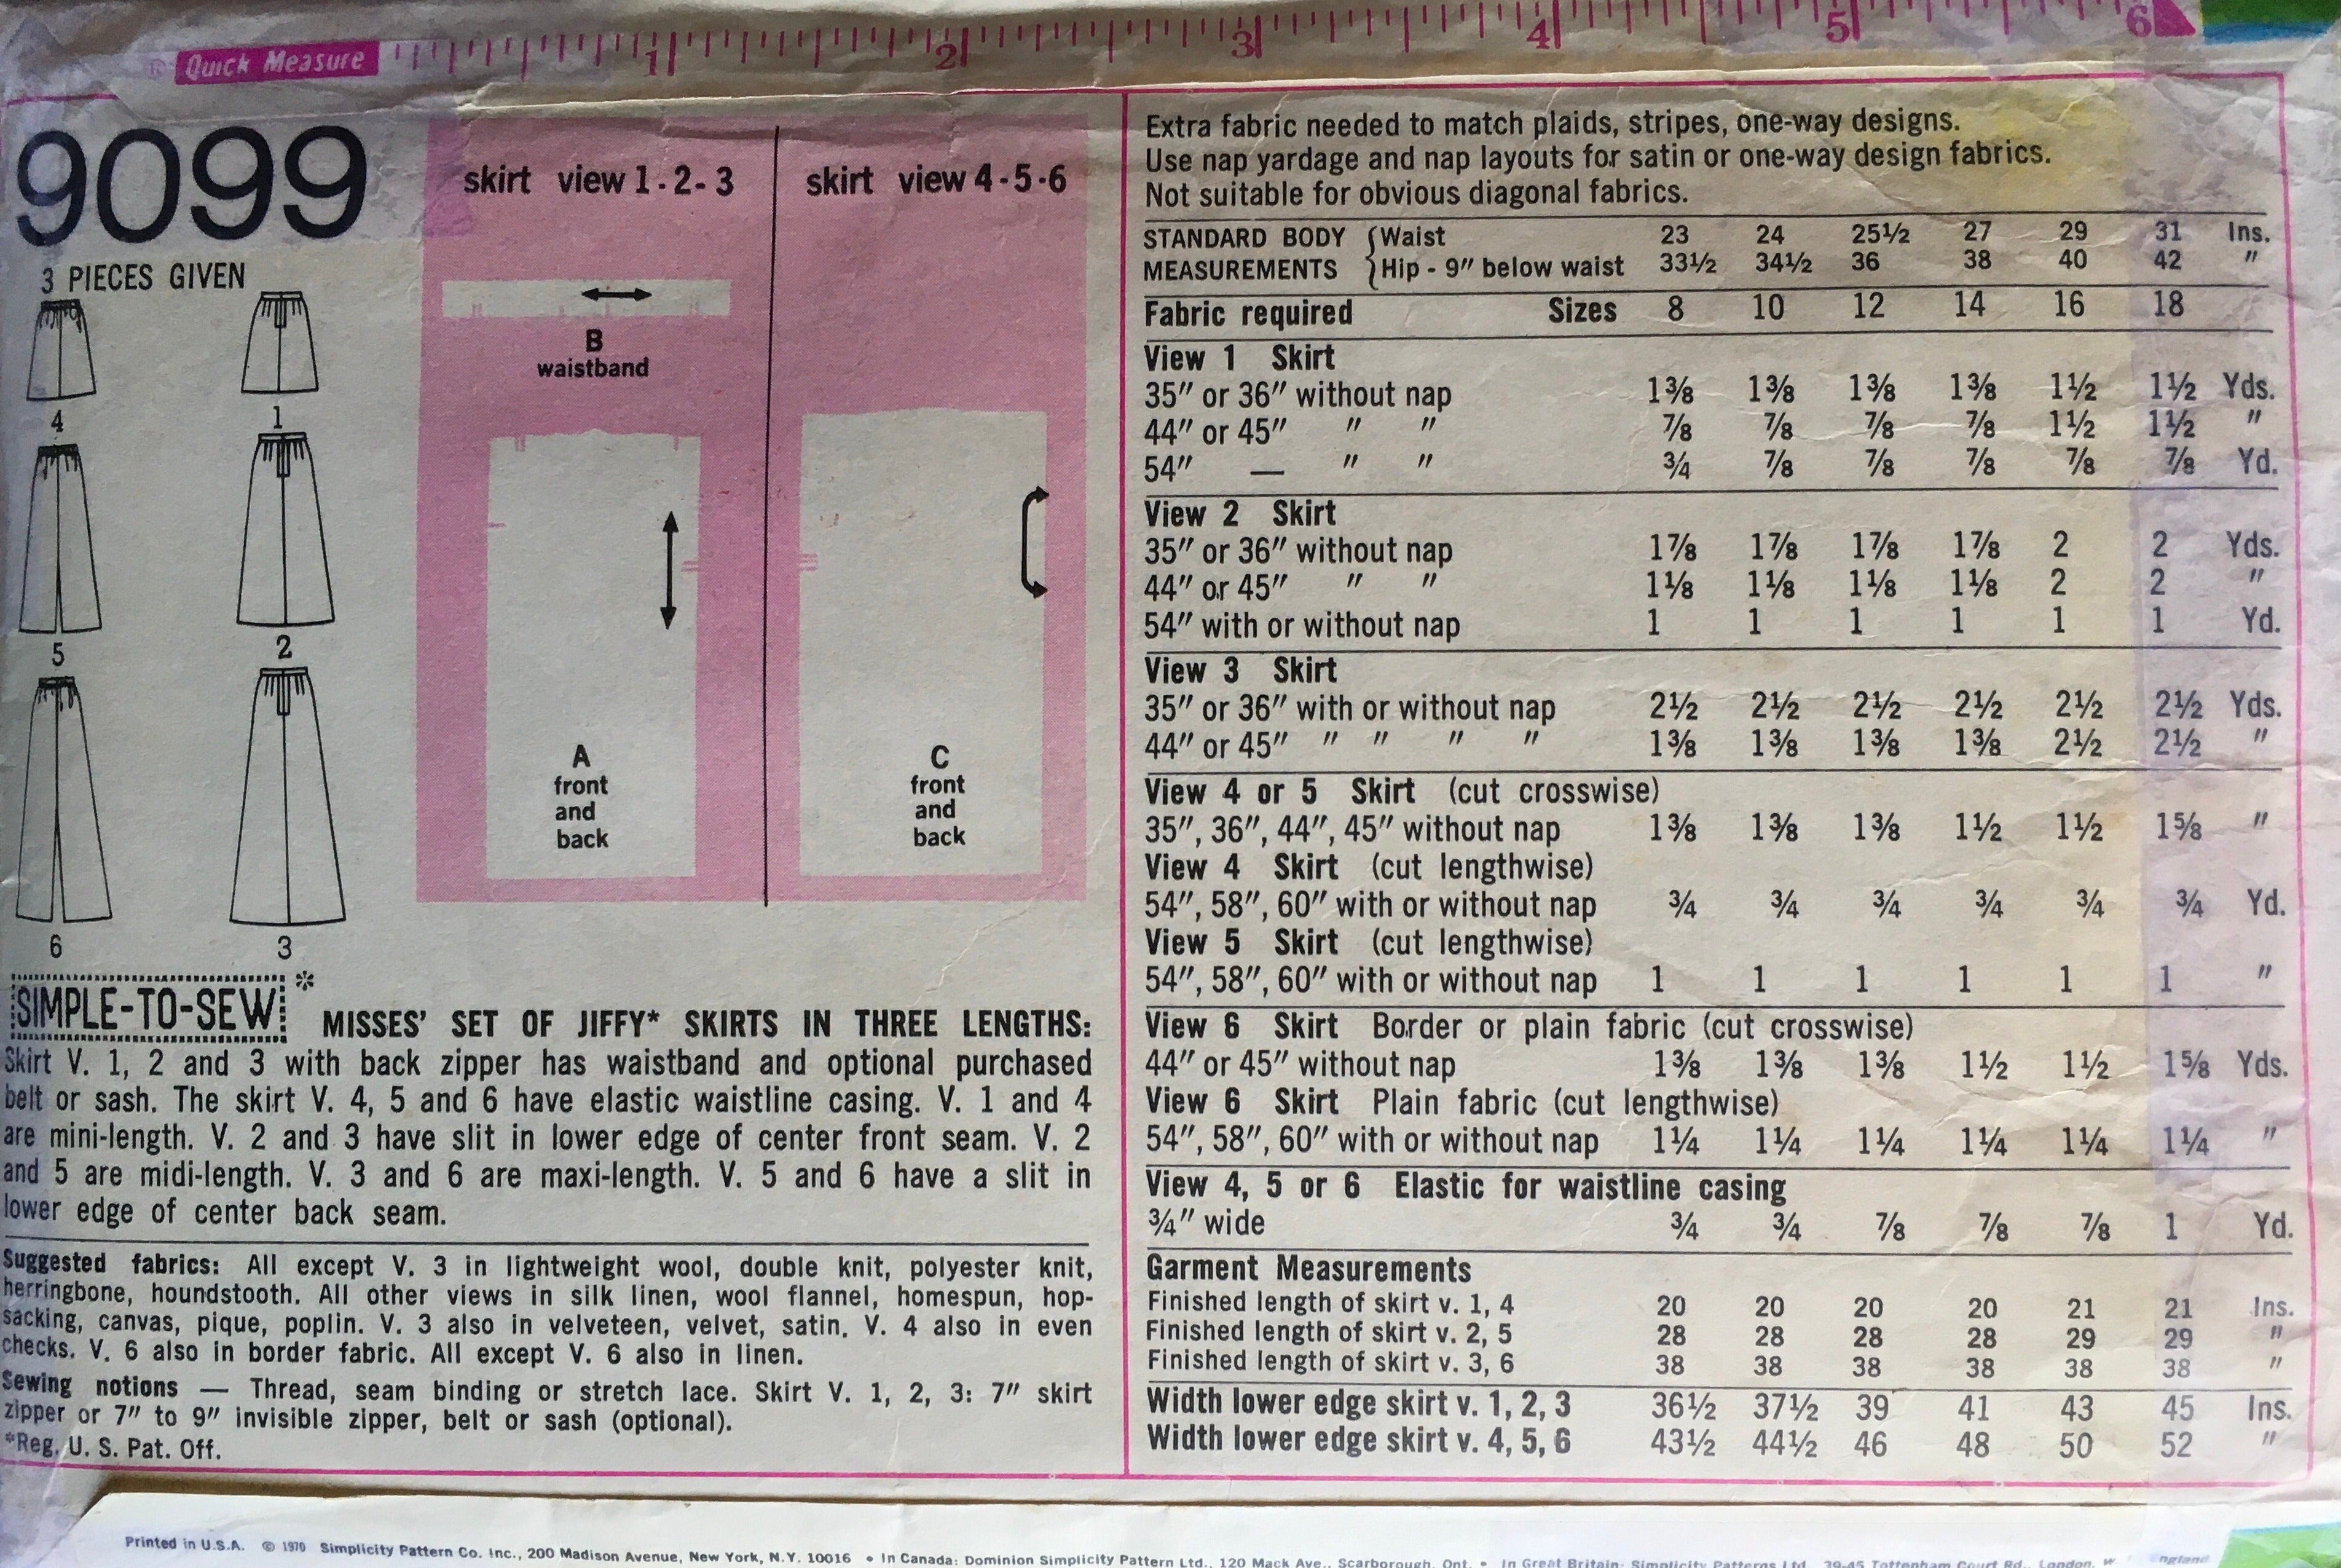 ® Quick Measure 1 2 3 4 5 6
9099
3 PIECES GIVEN
4
1
5
2
6
3
skirt view 1-2-3
skirt view 4-5-6
B
waistband
A
front
and
back
C
front
and
back
SIMPLE-TO-SEW* MISSES' SET OF JIFFY* SKIRTS IN THREE LENGTHS:
Skirt V. 1, 2 and 3 with back zipper has waistband and optional purchased
belt or sash. The skirt V. 4, 5 and 6 have elastic waistline casing. V. 1 and 4
are mini-length. V. 2 and 3 have slit in lower edge of center front seam. V. 2
and 5 are midi-length. V. 3 and 6 are maxi-length. V. 5 and 6 have a slit in
lower edge of center back seam.
Suggested fabrics: All except V. 3 in lightweight wool, double knit, polyester knit,
herringbone, houndstooth. All other views in silk linen, wool flannel, homespun, hop-
sacking, canvas, pique, poplin. V. 3 also in velveteen, velvet, satin. V. 4 also in even
checks. V. 6 also in border fabric. All except V. 6 also in linen.
Sewing notions — Thread, seam binding or stretch lace. Skirt V. 1, 2, 3: 7" skirt
zipper or 7" to 9" invisible zipper, belt or sash (optional).
*Reg. U. S. Pat. Off.
Extra fabric needed to match plaids, stripes, one-way designs.
Use nap yardage and nap layouts for satin or one-way design fabrics.
Not suitable for obvious diagonal fabrics.
STANDARD BODY { Waist 23 24 25½ 27 29 31 Ins.
MEASUREMENTS { Hip - 9" below waist 33½ 34½ 36 38 40 42 "
Fabric required Sizes 8 10 12 14 16 18
View 1 Skirt
35" or 36" without nap 1⅜ 1⅜ 1⅜ 1⅜ 1½ 1½ Yds.
44" or 45" " " ⅞ ⅞ ⅞ ⅞ 1½ 1½ "
54" — " " ¾ ⅞ ⅞ ⅞ ⅞ ⅞ Yd.
View 2 Skirt
35" or 36" without nap 1⅞ 1⅞ 1⅞ 1⅞ 2 2 Yds.
44" or 45" " " 1⅛ 1⅛ 1⅛ 1⅛ 2 2 "
54" with or without nap 1 1 1 1 1 1 Yd.
View 3 Skirt
35" or 36" with or without nap 2½ 2½ 2½ 2½ 2½ 2½ Yds.
44" or 45" " " " " 1⅜ 1⅜ 1⅜ 1⅜ 2½ 2½ "
View 4 or 5 Skirt (cut crosswise)
35", 36", 44", 45" without nap 1⅜ 1⅜ 1⅜ 1½ 1½ 1⅝ "
View 4 Skirt (cut lengthwise)
54", 58", 60" with or without nap ¾ ¾ ¾ ¾ ¾ ¾ Yd.
View 5 Skirt (cut lengthwise)
54", 58", 60" with or without nap 1 1 1 1 1 1 "
View 6 Skirt Border or plain fabric (cut crosswise)
44" or 45" without nap 1⅜ 1⅜ 1⅜ 1½ 1½ 1⅝ Yds.
View 6 Skirt Plain fabric (cut lengthwise)
54", 58", 60" with or without nap 1¼ 1¼ 1¼ 1¼ 1¼ 1¼ "
View 4, 5 or 6 Elastic for waistline casing
¾" wide ¾ ¾ ⅞ ⅞ ⅞ 1 Yd.
Garment Measurements
Finished length of skirt v. 1, 4 20 20 20 20 21 21 Ins.
Finished length of skirt v. 2, 5 28 28 28 28 29 29 "
Finished length of skirt v. 3, 6 38 38 38 38 38 38 "
Width lower edge skirt v. 1, 2, 3 36½ 37½ 39 41 43 45 Ins.
Width lower edge skirt v. 4, 5, 6 43½ 44½ 46 48 50 52 "
Printed in U.S.A. © 1970 Simplicity Pattern Co. Inc., 200 Madison Avenue, New York, N.Y. 10016 • In Canada: Dominion Simplicity Pattern Ltd., 120 Mack Ave., Scarborough, Ont. • In Great Britain: Simplicity Patterns Ltd. 39-45 Tottenham Court Rd., London, W. England